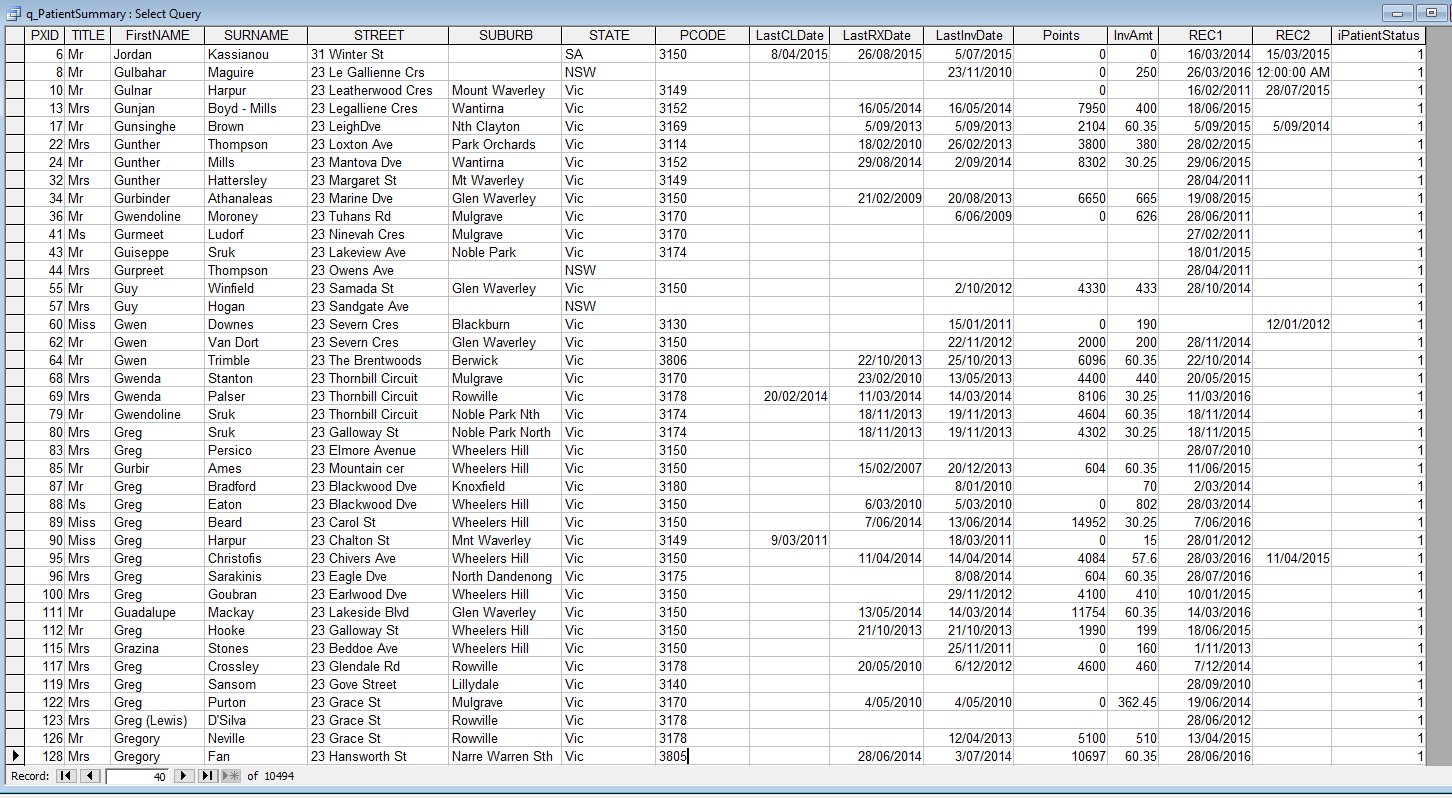 q_PatientSummary : Select Query
PXID TITLE FirstNAME SURNAME STREET SUBURB STATE PCODE LastCLDate LastRXDate LastInvDate Points InvAmt REC1 REC2 iPatientStatus
6 Mr Jordan Kassianou 31 Winter St SA 3150 8/04/2015 26/08/2015 5/07/2015 0 0 16/03/2014 15/03/2015 1
8 Mr Gulbahar Maguire 23 Le Gallienne Crs NSW 23/11/2010 0 250 26/03/2016 12:00:00 AM 1
10 Mr Gulnar Harpur 23 Leatherwood Cres Mount Waverley Vic 3149 0 16/02/2011 28/07/2015 1
13 Mrs Gunjan Boyd - Mills 23 Legalliene Cres Wantirna Vic 3152 16/05/2014 16/05/2014 7950 400 18/06/2015 1
17 Mr Gunsinghe Brown 23 LeighDve Nth Clayton Vic 3169 5/09/2013 5/09/2013 2104 60.35 5/09/2015 5/09/2014 1
22 Mrs Gunther Thompson 23 Loxton Ave Park Orchards Vic 3114 18/02/2010 26/02/2013 3800 380 28/02/2015 1
24 Mr Gunther Mills 23 Mantova Dve Wantirna Vic 3152 29/08/2014 2/09/2014 8302 30.25 29/06/2015 1
32 Mrs Gunther Hattersley 23 Margaret St Mt Waverley Vic 3149 28/04/2011 1
34 Mr Gurbinder Athanaleas 23 Marine Dve Glen Waverley Vic 3150 21/02/2009 20/08/2013 6650 665 19/08/2015 1
36 Mr Gwendoline Moroney 23 Tuhans Rd Mulgrave Vic 3170 6/06/2009 0 626 28/06/2011 1
41 Ms Gurmeet Ludorf 23 Ninevah Cres Mulgrave Vic 3170 27/02/2011 1
43 Mr Guiseppe Sruk 23 Lakeview Ave Noble Park Vic 3174 18/01/2015 1
44 Mrs Gurpreet Thompson 23 Owens Ave NSW 28/04/2011 1
55 Mr Guy Winfield 23 Samada St Glen Waverley Vic 3150 2/10/2012 4330 433 28/10/2014 1
57 Mrs Guy Hogan 23 Sandgate Ave NSW 1
60 Miss Gwen Downes 23 Severn Cres Blackburn Vic 3130 15/01/2011 0 190 12/01/2012 1
62 Mr Gwen Van Dort 23 Severn Cres Glen Waverley Vic 3150 22/11/2012 2000 200 28/11/2014 1
64 Mr Gwen Trimble 23 The Brentwoods Berwick Vic 3806 22/10/2013 25/10/2013 6096 60.35 22/10/2014 1
68 Mrs Gwenda Stanton 23 Thornbill Circuit Mulgrave Vic 3170 23/02/2010 13/05/2013 4400 440 20/05/2015 1
69 Mrs Gwenda Palser 23 Thornbill Circuit Rowville Vic 3178 20/02/2014 11/03/2014 14/03/2014 8106 30.25 11/03/2016 1
79 Mr Gwendoline Sruk 23 Thornbill Circuit Noble Park Nth Vic 3174 18/11/2013 19/11/2013 4604 60.35 18/11/2014 1
80 Mrs Greg Sruk 23 Galloway St Noble Park North Vic 3174 18/11/2013 19/11/2013 4302 30.25 18/11/2015 1
83 Mrs Greg Persico 23 Elmore Avenue Wheelers Hill Vic 3150 28/07/2010 1
85 Mr Gurbir Ames 23 Mountain cer Wheelers Hill Vic 3150 15/02/2007 20/12/2013 604 60.35 11/06/2015 1
87 Mr Greg Bradford 23 Blackwood Dve Knoxfield Vic 3180 8/01/2010 70 2/03/2014 1
88 Ms Greg Eaton 23 Blackwood Dve Wheelers Hill Vic 3150 6/03/2010 5/03/2010 0 802 28/03/2014 1
89 Miss Greg Beard 23 Carol St Wheelers Hill Vic 3150 7/06/2014 13/06/2014 14952 30.25 7/06/2016 1
90 Miss Greg Harpur 23 Chalton St Mnt Waverley Vic 3149 9/03/2011 18/03/2011 0 15 28/01/2012 1
95 Mrs Greg Christofis 23 Chivers Ave Wheelers Hill Vic 3150 11/04/2014 14/04/2014 4084 57.6 28/03/2016 11/04/2015 1
96 Mrs Greg Sarakinis 23 Eagle Dve North Dandenong Vic 3175 8/08/2014 604 60.35 28/07/2016 1
100 Mrs Greg Goubran 23 Earlwood Dve Wheelers Hill Vic 3150 29/11/2012 4100 410 10/01/2015 1
111 Mr Guadalupe Mackay 23 Lakeside Blvd Glen Waverley Vic 3150 13/05/2014 14/03/2014 11754 60.35 14/03/2016 1
112 Mr Greg Hooke 23 Galloway St Wheelers Hill Vic 3150 21/10/2013 21/10/2013 1990 199 18/06/2015 1
115 Mrs Grazina Stones 23 Beddoe Ave Wheelers Hill Vic 3150 25/11/2011 0 160 1/11/2013 1
117 Mrs Greg Crossley 23 Glendale Rd Rowville Vic 3178 20/05/2010 6/12/2012 4600 460 7/12/2014 1
119 Mrs Greg Sansom 23 Gove Street Lillydale Vic 3140 28/09/2010 1
122 Mrs Greg Purton 23 Grace St Mulgrave Vic 3170 4/05/2010 4/05/2010 0 362.45 19/06/2014 1
123 Mrs Greg (Lewis) D'Silva 23 Grace St Rowville Vic 3178 28/06/2012 1
126 Mr Gregory Neville 23 Grace St Rowville Vic 3178 12/04/2013 5100 510 13/04/2015 1
128 Mrs Gregory Fan 23 Hansworth St Narre Warren Sth Vic 3805 28/06/2014 3/07/2014 10697 60.35 28/06/2016 1
Record: 40 of 10494